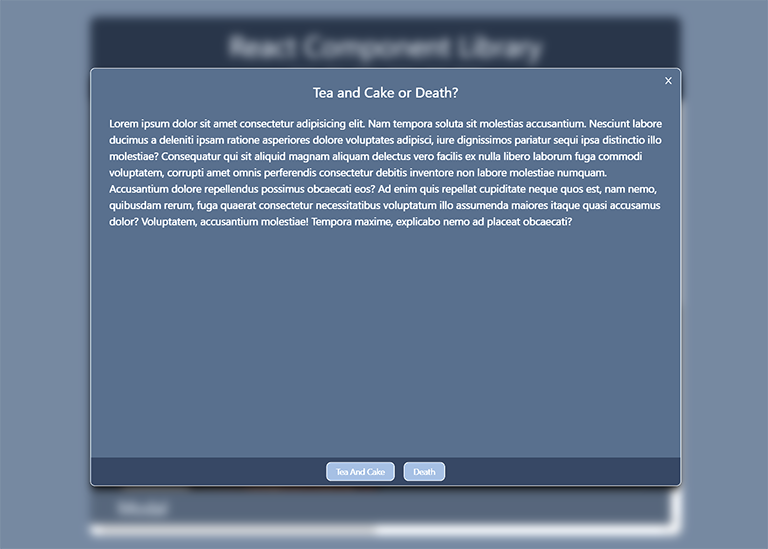 React Component Library
X
Tea and Cake or Death?
Lorem ipsum dolor sit amet consectetur adipisicing elit. Nam tempora soluta sit molestias accusantium. Nesciunt labore
ducimus a deleniti ipsam ratione asperiores dolore voluptates adipisci, iure dignissimos pariatur sequi ipsa distinctio illo
molestiae? Consequatur qui sit aliquid magnam aliquam delectus vero facilis ex nulla libero laborum fuga commodi
voluptatem, corrupti amet omnis perferendis consectetur debitis inventore non labore molestiae numquam.
Accusantium dolore repellendus possimus obcaecati eos? Ad enim quis repellat cupiditate neque quos est, nam nemo,
quibusdam rerum, fuga quaerat consectetur necessitatibus voluptatum illo assumenda maiores itaque quasi accusamus
dolor? Voluptatem, accusantium molestiae! Tempora maxime, explicabo nemo ad placeat obcaecati?
Tea And Cake
Death
Modal